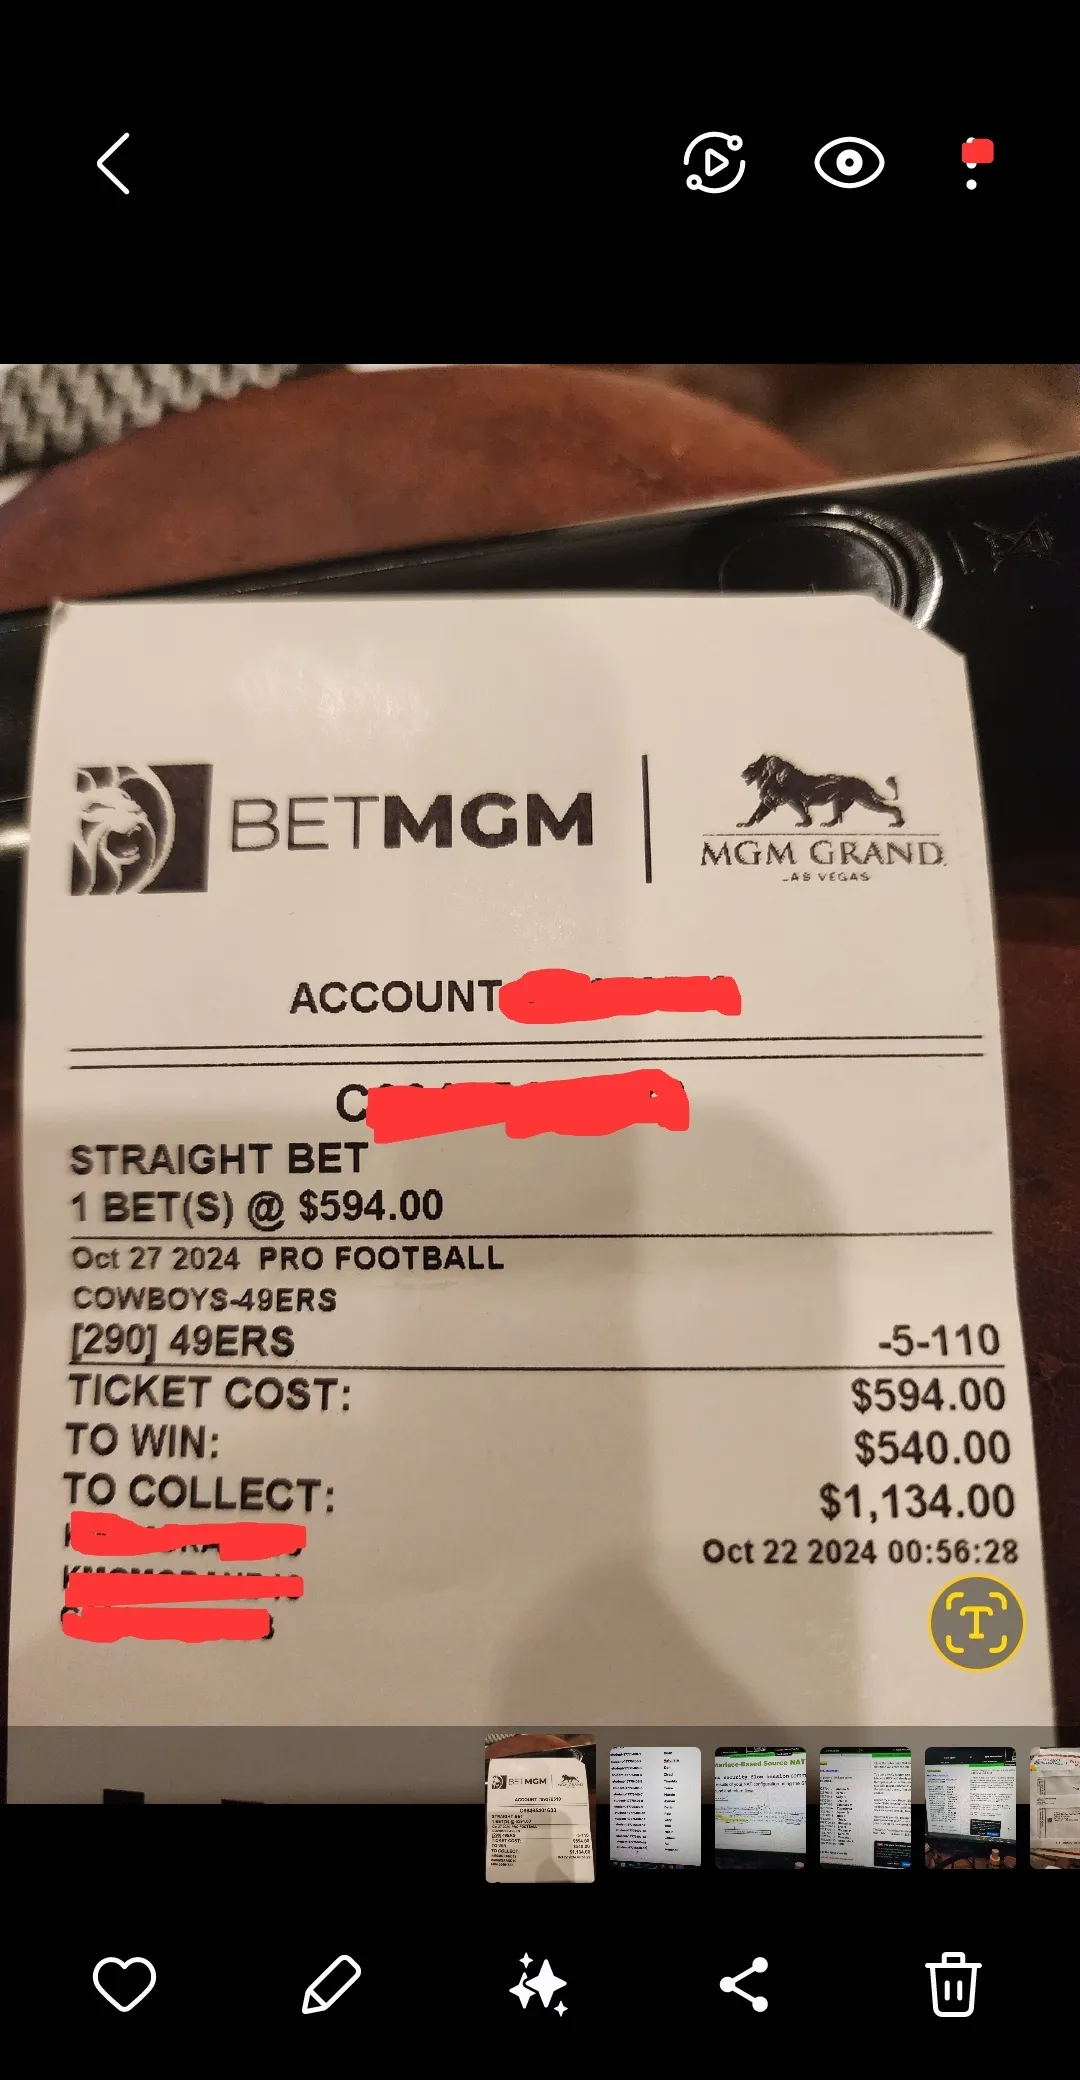 BETMGM
MGM GRAND
LAS VEGAS
ACCOUNT
STRAIGHT BET
1 BET(S) @ $594.00
Oct 27 2024 PRO FOOTBALL
COWBOYS-49ERS
[290] 49ERS -5-110
TICKET COST: $594.00
TO WIN: $540.00
TO COLLECT: $1,134.00
Oct 22 2024 00:56:28
T